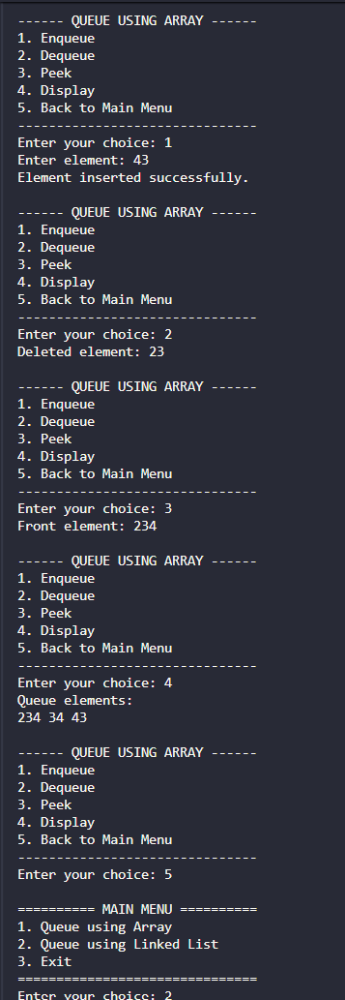 ------ QUEUE USING ARRAY ------
1. Enqueue
2. Dequeue
3. Peek
4. Display
5. Back to Main Menu
-------------------------------
Enter your choice: 1
Enter element: 43
Element inserted successfully.

------ QUEUE USING ARRAY ------
1. Enqueue
2. Dequeue
3. Peek
4. Display
5. Back to Main Menu
-------------------------------
Enter your choice: 2
Deleted element: 23

------ QUEUE USING ARRAY ------
1. Enqueue
2. Dequeue
3. Peek
4. Display
5. Back to Main Menu
-------------------------------
Enter your choice: 3
Front element: 234

------ QUEUE USING ARRAY ------
1. Enqueue
2. Dequeue
3. Peek
4. Display
5. Back to Main Menu
-------------------------------
Enter your choice: 4
Queue elements:
234 34 43

------ QUEUE USING ARRAY ------
1. Enqueue
2. Dequeue
3. Peek
4. Display
5. Back to Main Menu
-------------------------------
Enter your choice: 5

========== MAIN MENU ==========
1. Queue using Array
2. Queue using Linked List
3. Exit
===============================
Enter your choice: 2